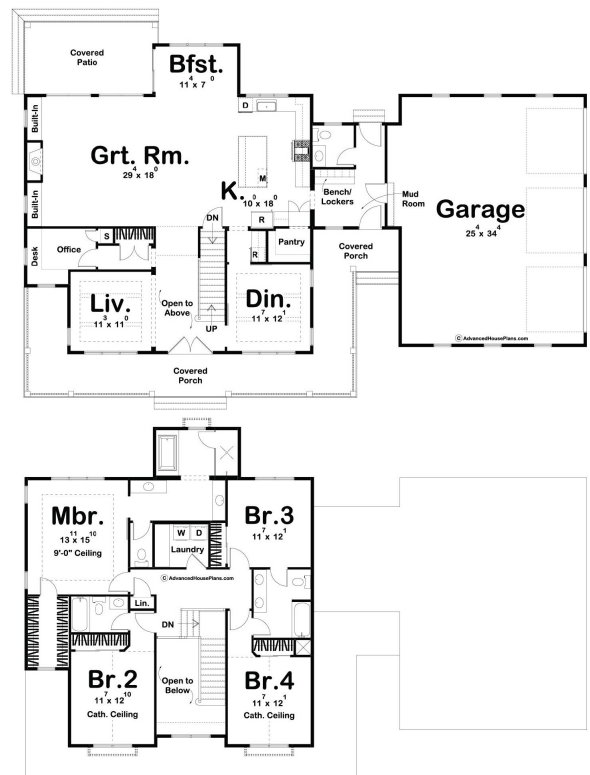 Covered
Patio
Bfst.
11⁴ x 7⁰
D
Built-In
Grt. Rm.
29⁴ x 18⁰
M
K.
10⁰ x 18⁰
Built-In
Bench/
Lockers
Mud
Room
Garage
25⁴ x 34⁴
DN
R
Pantry
R
Desk
Office
S
Covered
Porch
Liv.
11³ x 11⁰
Open to
Above
UP
Din.
11⁷ x 12¹
© AdvancedHousePlans.com
Covered
Porch
Mbr.
13¹¹ x 15¹⁰
9'-0" Ceiling
W D
Laundry
Br.3
11⁷ x 12¹
© AdvancedHousePlans.com
Lin.
DN
Br.2
11⁷ x 12¹⁰
Cath. Ceiling
Open to
Below
Br.4
11⁷ x 12¹
Cath. Ceiling